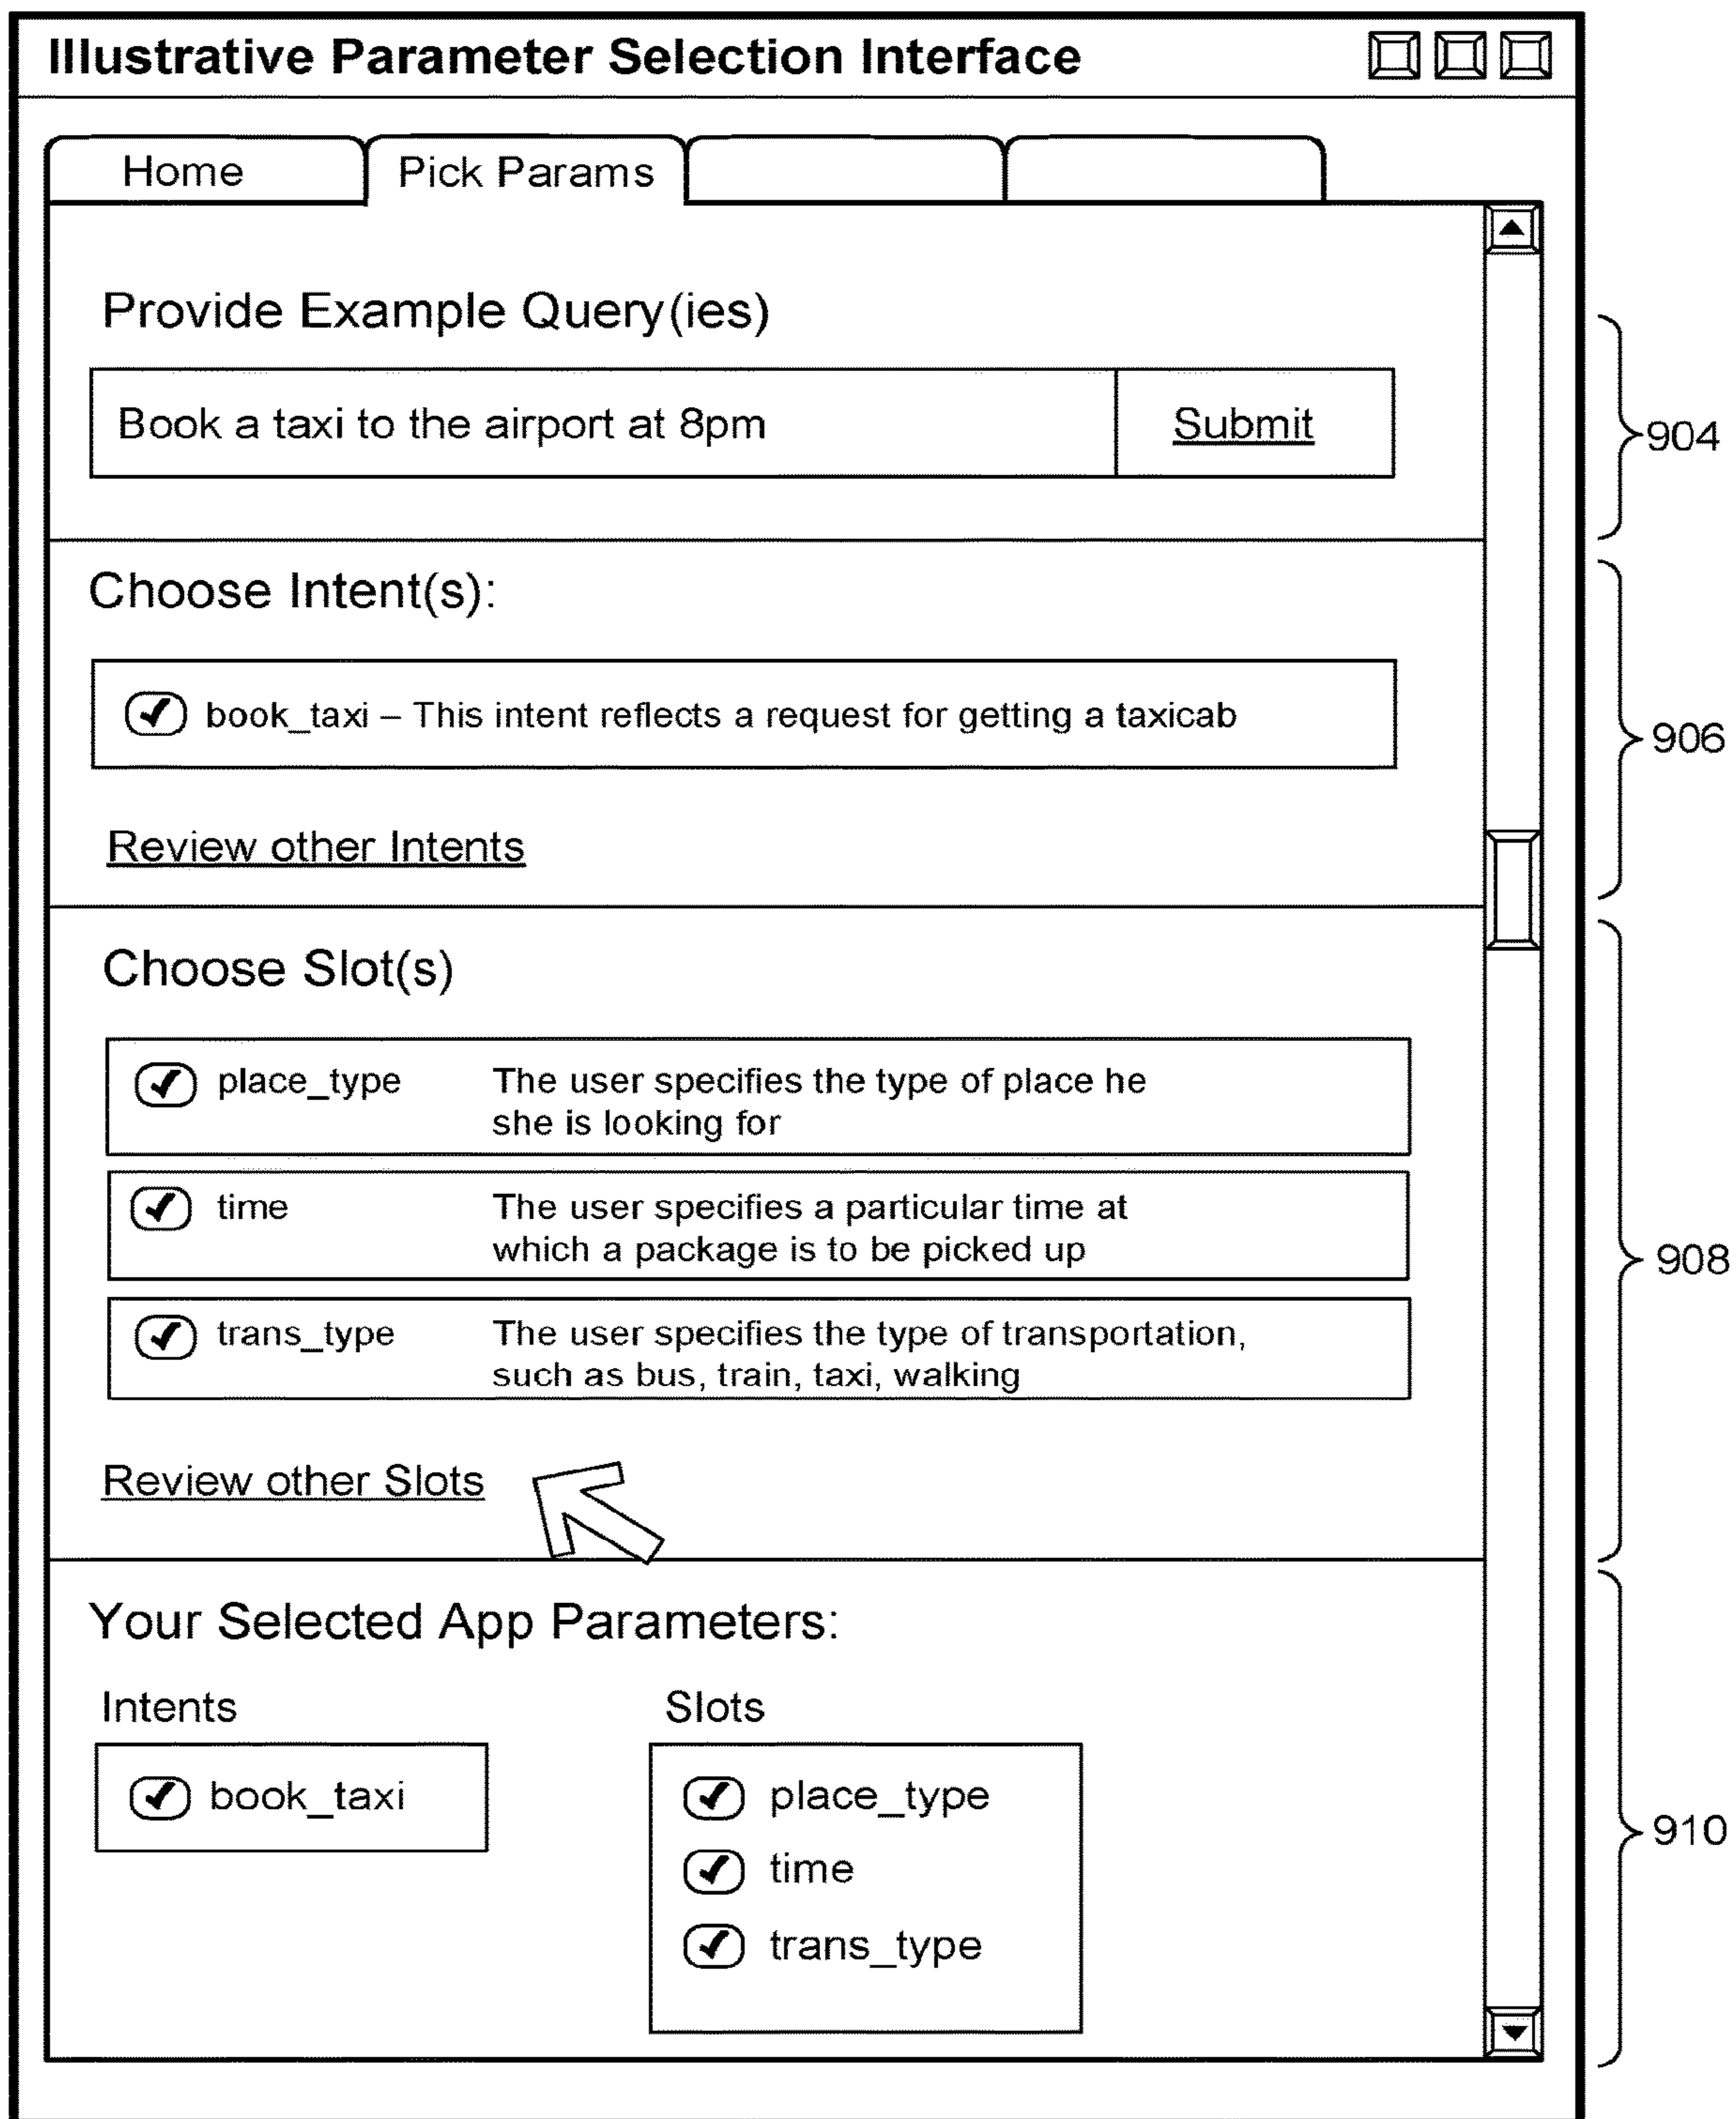 Illustrative Parameter Selection Interface
Home
Pick Params
Provide Example Query(ies)
Book a taxi to the airport at 8pm
Submit
904
Choose Intent(s):
book_taxi – This intent reflects a request for getting a taxicab
906
Review other Intents
Choose Slot(s)
place_type The user specifies the type of place he
she is looking for
time The user specifies a particular time at
which a package is to be picked up
908
trans_type The user specifies the type of transportation,
such as bus, train, taxi, walking
Review other Slots
Your Selected App Parameters:
Intents
Slots
book_taxi
place_type
time
trans_type
910